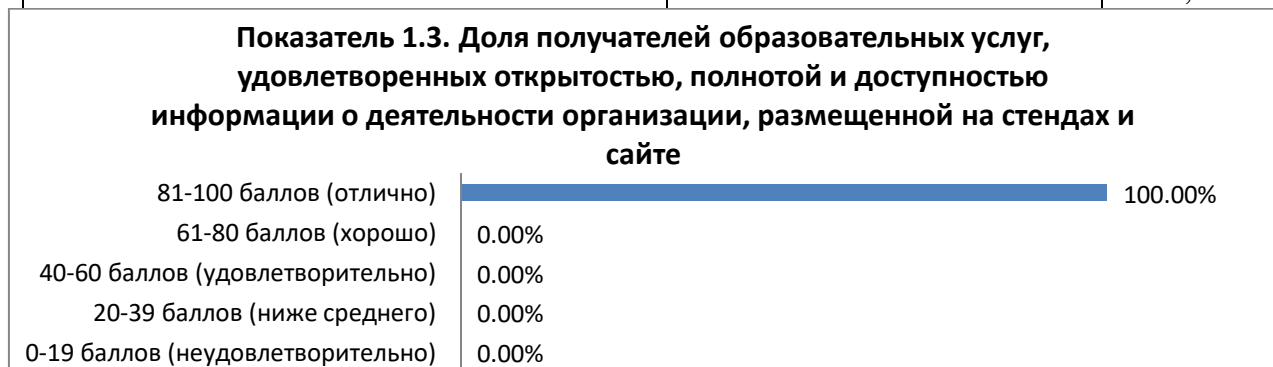 Показатель 1.3. Доля получателей образовательных услуг,
удовлетворенных открытостью, полнотой и доступностью
информации о деятельности организации, размещенной на стендах и
сайте
81-100 баллов (отлично) 100.00%
61-80 баллов (хорошо) 0.00%
40-60 баллов (удовлетворительно) 0.00%
20-39 баллов (ниже среднего) 0.00%
0-19 баллов (неудовлетворительно) 0.00%